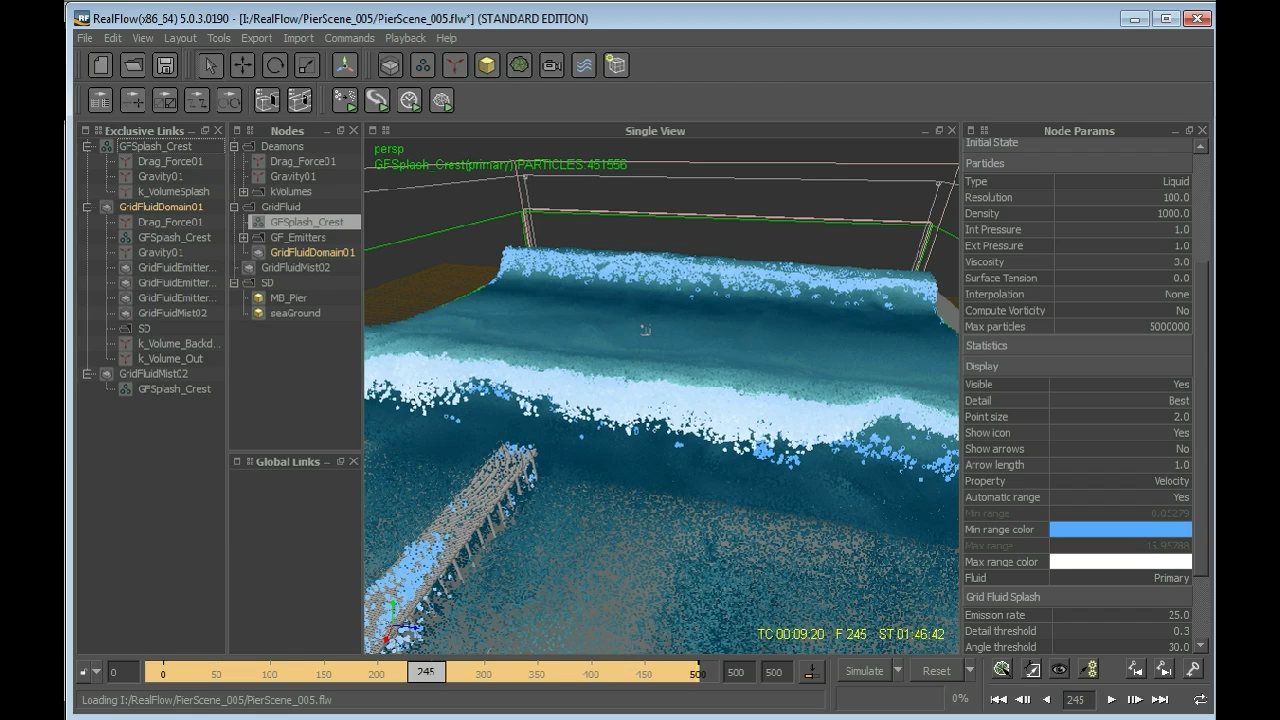 RealFlow(x86_64) 5.0.3.0190 - [I:/RealFlow/PierScene_005/PierScene_005.flw*] (STANDARD EDITION)
File Edit View Layout Tools Export Import Commands Playback Help
Exclusive Links
GFSplash_Crest
Drag_Force01
Gravity01
k_VolumeSplash
GridFluidDomain01
Drag_Force01
GFSpash_Crest
Gravity01
GridFluidEmitter...
GridFluidEmitter...
GridFluidEmitter...
GridFluidMist02
SD
k_Volume_Backd...
k_Volume_Out
GridFluidMist02
GFSpash_Crest
Nodes
Deamons
Drag_Force01
Gravity01
kVolumes
GridFluid
GFSplash_Crest
GF_Emitters
GridFluidDomain01
GridFluidMist02
SD
MB_Pier
seaGround
Global Links
Single View
persp
GFSplash_Crest(primary) PARTICLES:451556
TC 00:09:20 F 245 ST 01:46:42
Node Params
Initial State
Particles
Type Liquid
Resolution 100.0
Density 1000.0
Int Pressure 1.0
Ext Pressure 1.0
Viscosity 3.0
Surface Tension 0.0
Interpolation None
Compute Vorticity No
Max particles 5000000
Statistics
Display
Visible Yes
Detail Best
Point size 2.0
Show icon Yes
Show arrows No
Arrow length 1.0
Property Velocity
Automatic range Yes
Min range 0.05279
Min range color
Max range
Max range color
Fluid Primary
Grid Fluid Splash
Emission rate 25.0
Detail threshold 0.3
Angle threshold 30.0
0 0 50 100 150 200 245 300 350 400 450 500 500 500
Simulate Reset
Loading I:/RealFlow/PierScene_005/PierScene_005.flw
0% 245